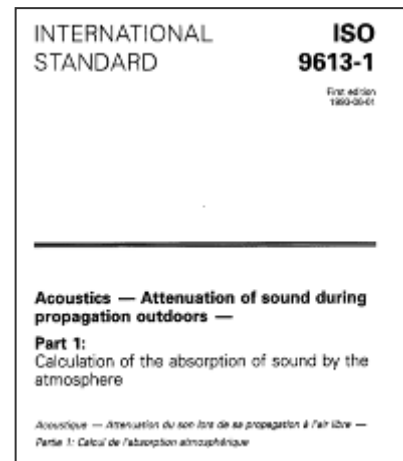 INTERNATIONAL
STANDARD
ISO
9613-1
First edition
1993-06-01
Acoustics — Attenuation of sound during
propagation outdoors —
Part 1:
Calculation of the absorption of sound by the
atmosphere
Acoustique — Atténuation du son lors de sa propagation à l'air libre —
Partie 1: Calcul de l'absorption atmosphérique